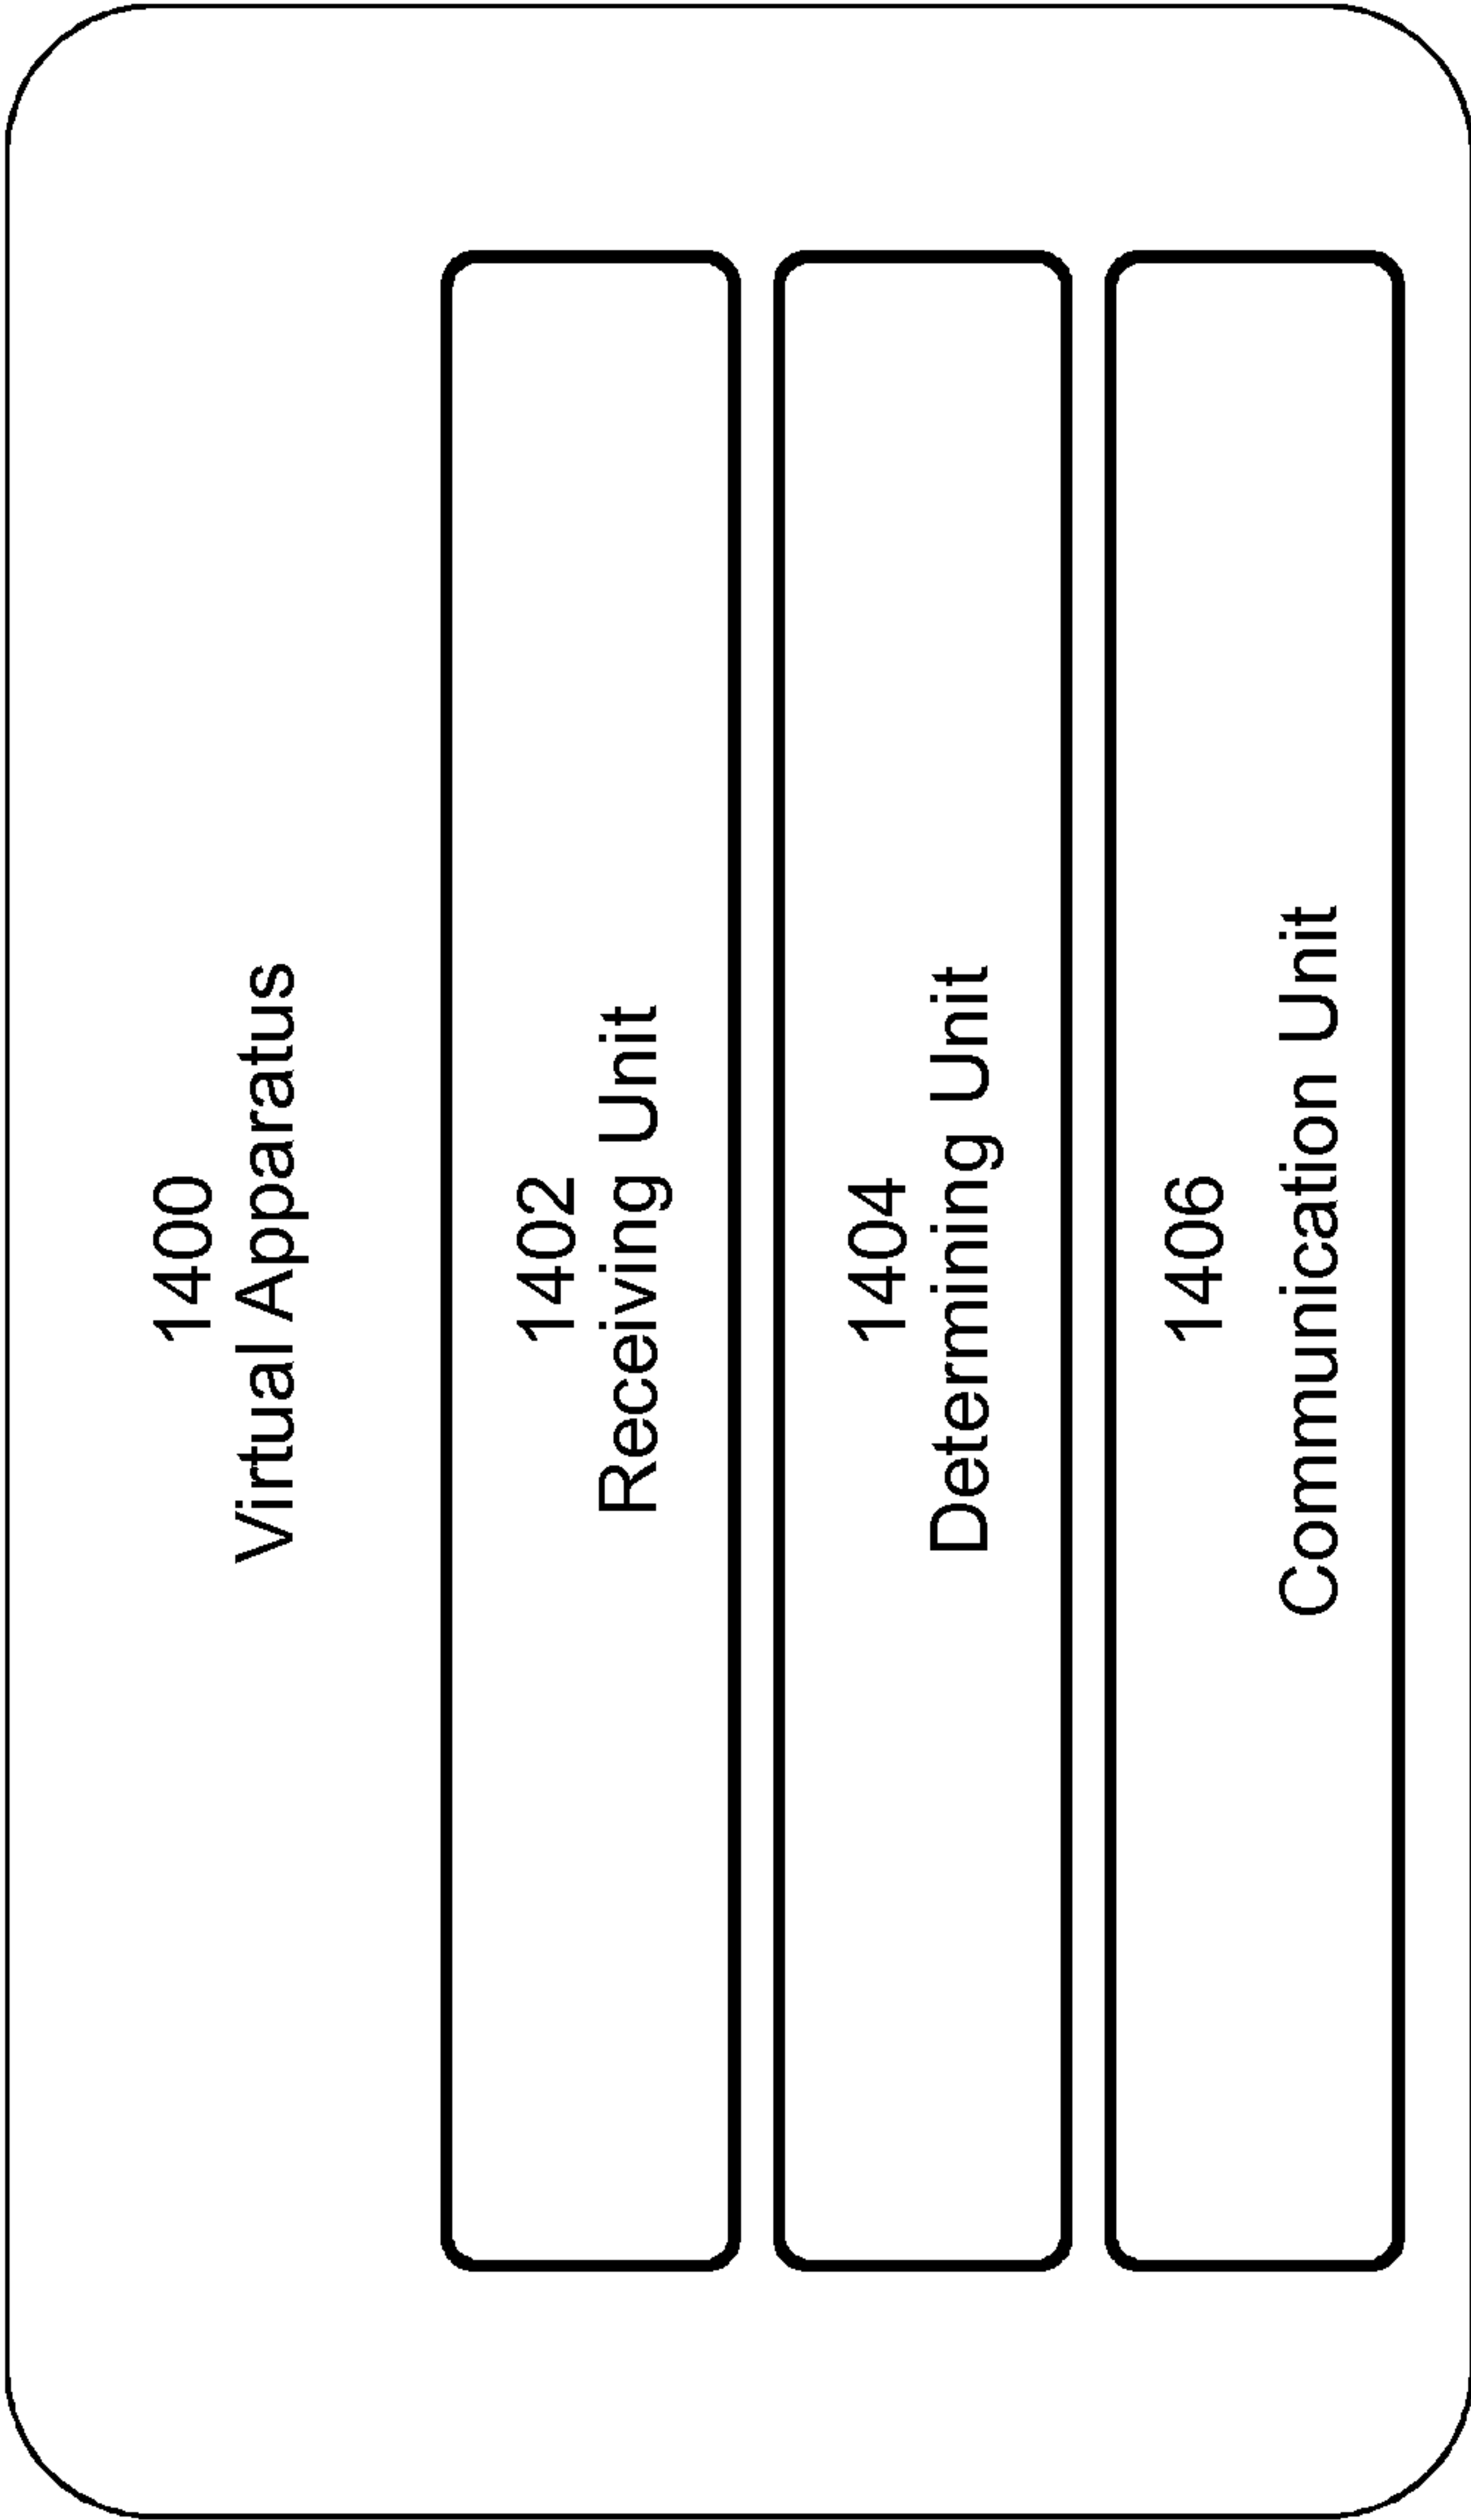 1400
Virtual Apparatus
1402
Receiving Unit
1404
Determining Unit
1406
Communication Unit